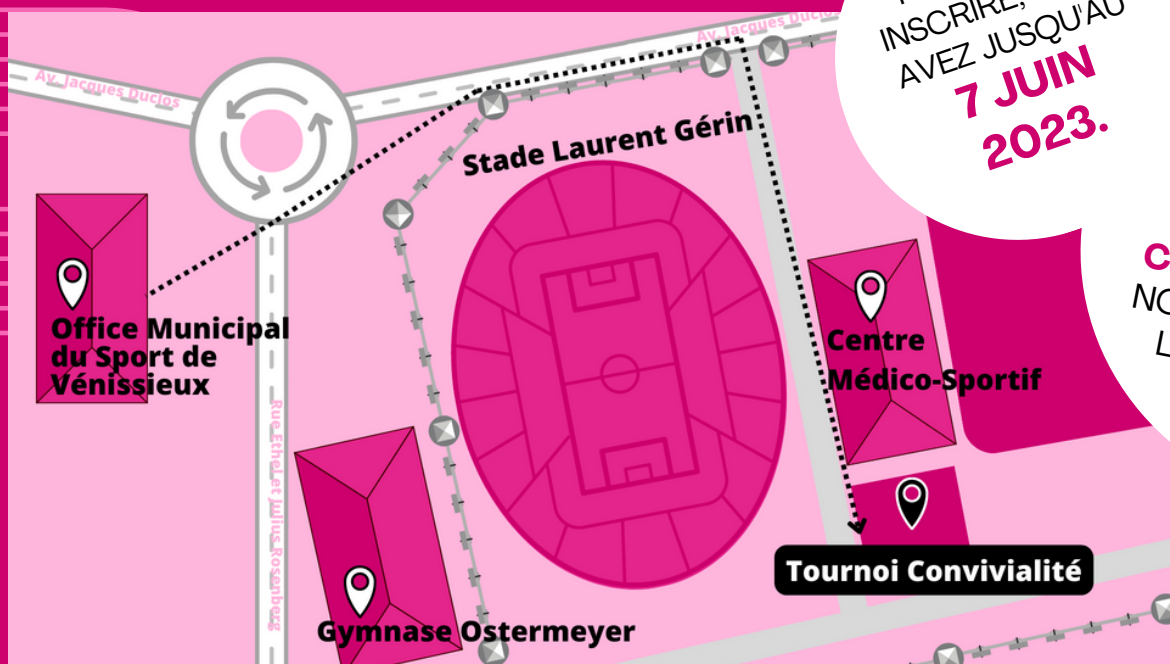 Av. Jacques Duclos
Av. Jacques Duclos
INSCRIRE,
AVEZ JUSQU'AU
7 JUIN
2023.
Stade Laurent Gérin
Office Municipal
du Sport de
Vénissieux
Centre
Médico-Sportif
Rue Ethel et Julius Rosenberg
Tournoi Convivialité
Gymnase Ostermeyer